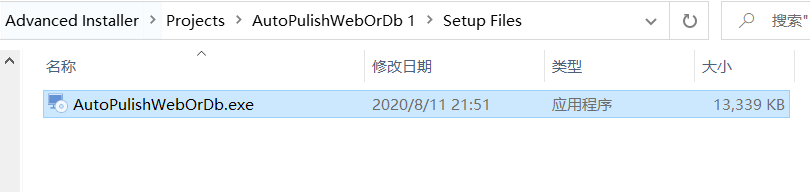 Advanced Installer > Projects > AutoPulishWebOrDb 1 > Setup Files 搜索"
名称 修改日期 类型 大小
AutoPulishWebOrDb.exe 2020/8/11 21:51 应用程序 13,339 KB